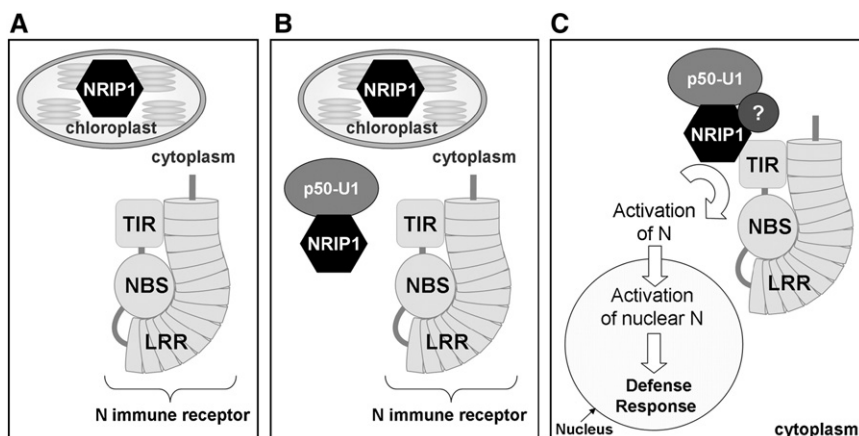 A
NRIP1
chloroplast
cytoplasm
TIR
NBS
LRR
N immune receptor
B
NRIP1
chloroplast
cytoplasm
p50-U1
NRIP1
TIR
NBS
LRR
N immune receptor
C
p50-U1
?
NRIP1
TIR
NBS
LRR
Activation
of N
Activation
of nuclear N
Defense
Response
Nucleus
cytoplasm